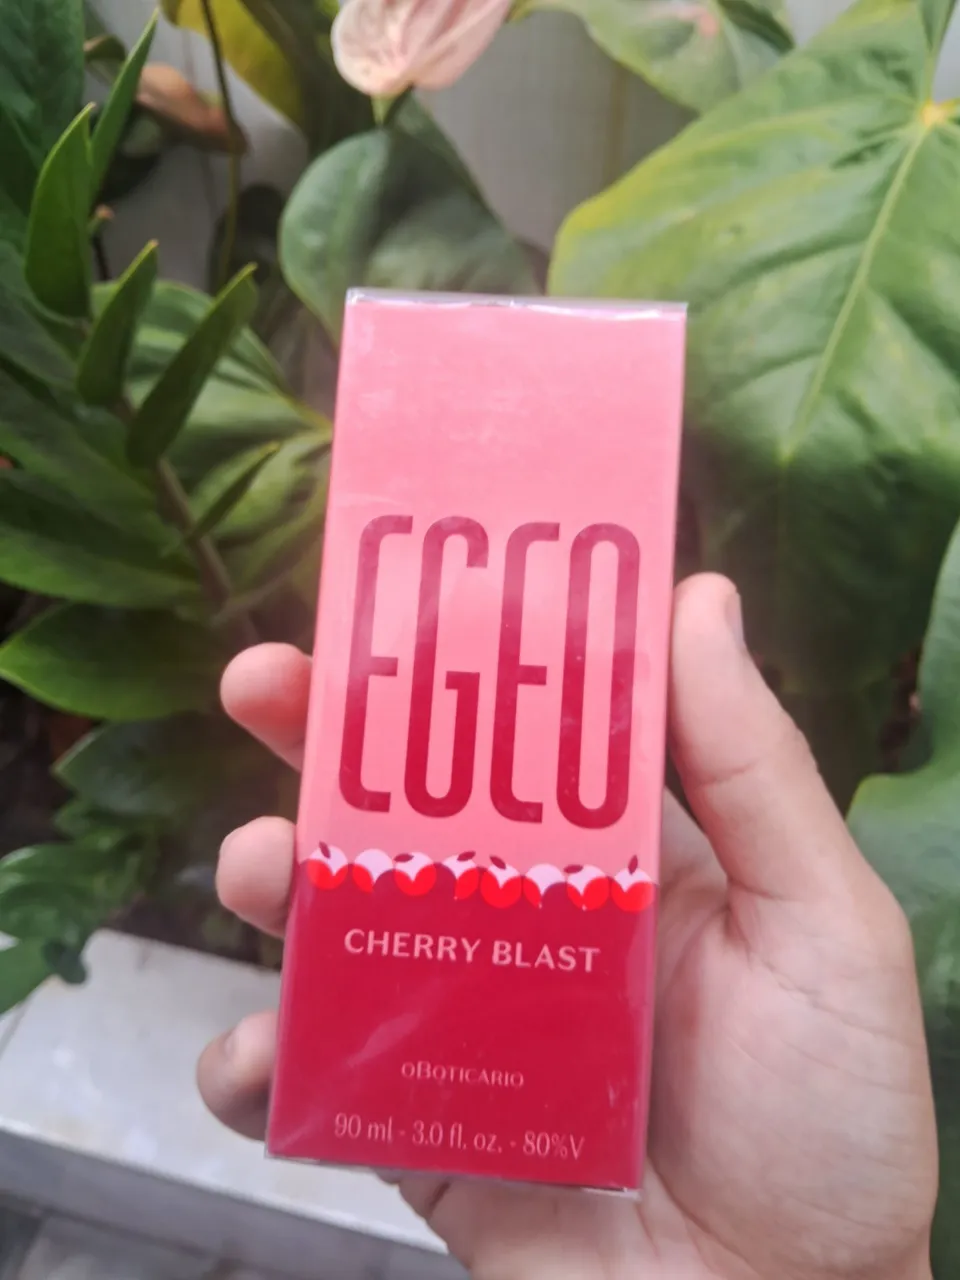 EGEO
CHERRY BLAST
oBOTICARIO
90 ml - 3.0 fl. oz. - 80%V